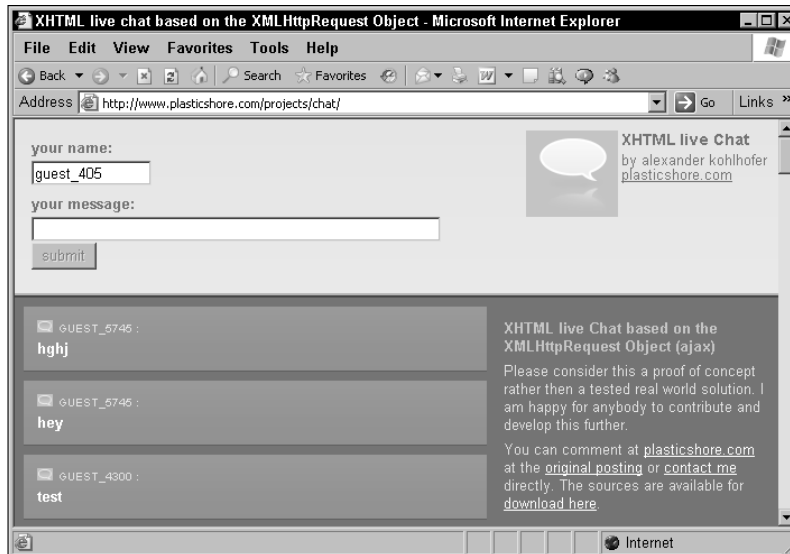 XHTML live chat based on the XMLHttpRequest Object - Microsoft Internet Explorer
File Edit View Favorites Tools Help
Back Search Favorites
Address http://www.plasticshore.com/projects/chat/ Go Links »
your name:
guest_405
your message:
submit
XHTML live Chat
by alexander kohlhofer
plasticshore.com
GUEST_5745 :
hghj
GUEST_5745 :
hey
GUEST_4300 :
test
XHTML live Chat based on the
XMLHttpRequest Object (ajax)
Please consider this a proof of concept
rather then a tested real world solution. I
am happy for anybody to contribute and
develop this further.
You can comment at plasticshore.com
at the original posting or contact me
directly. The sources are available for
download here.
Internet